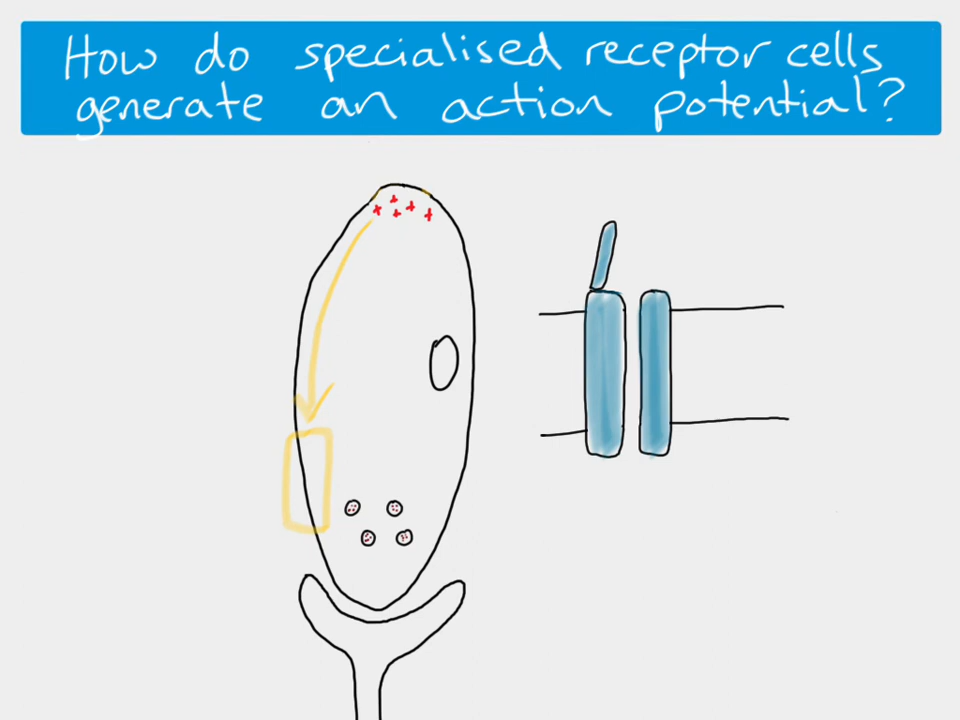 How do specialised receptor cells
generate an action potential?